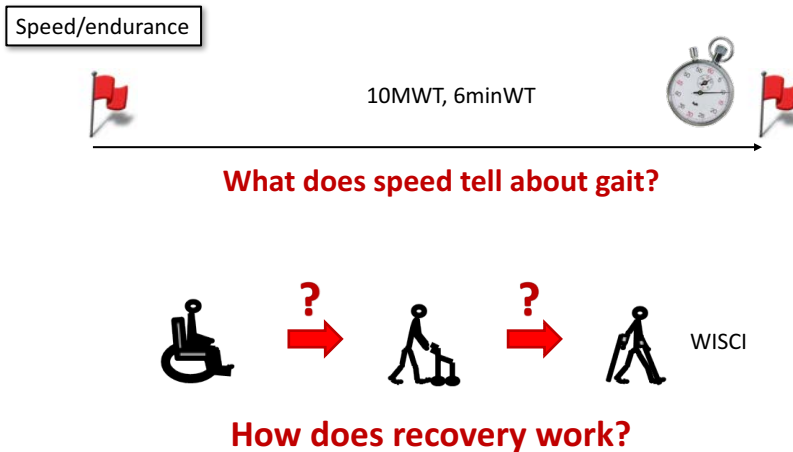 Speed/endurance
10MWT, 6minWT
What does speed tell about gait?
? ?
WISCI
How does recovery work?